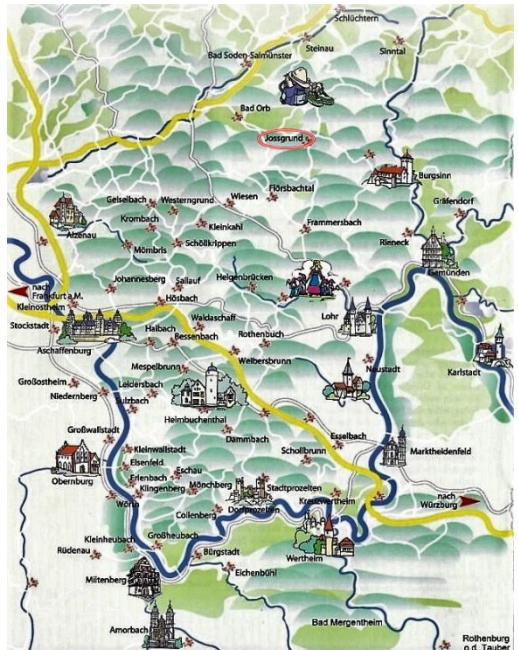 Schlüchtern
Steinau
Sinntal
Bad Soden-Salmünster
Bad Orb
Jossgrund
Burgsinn
Flörsbachtal
Wiesen
Geiselbach
Westerngrund
Gräfendorf
Krombach
Kleinkahl
Frammersbach
Alzenau
Rieneck
Mömbris
Schöllkrippen
Gemünden
Johannesberg
Sailauf
Heigenbrücken
nach
Frankfurt a.M.
Kleinostheim
Hösbach
Lohr
Stockstadt
Waldaschaff
Haibach
Bessenbach
Rothenbuch
Aschaffenburg
Karlstadt
Mespelbrunn
Weibersbrunn
Neustadt
Großostheim
Leidersbach
Niedernberg
Sulzbach
Heimbuchenthal
Großwallstadt
Dammbach
Esselbach
Kleinwallstadt
Schollbrunn
Marktheidenfeld
Elsenfeld
Eschau
Obernburg
Erlenbach
Mönchberg
Stadtprozelten
Klingenberg
Kreuzwertheim
nach
Würzburg
Wörth
Collenberg
Dorfprozelten
Kleinheubach
Großheubach
Rüdenau
Bürgstadt
Wertheim
Eichenbühl
Miltenberg
Bad Mergentheim
Amorbach
Rothenburg
o.d. Tauber